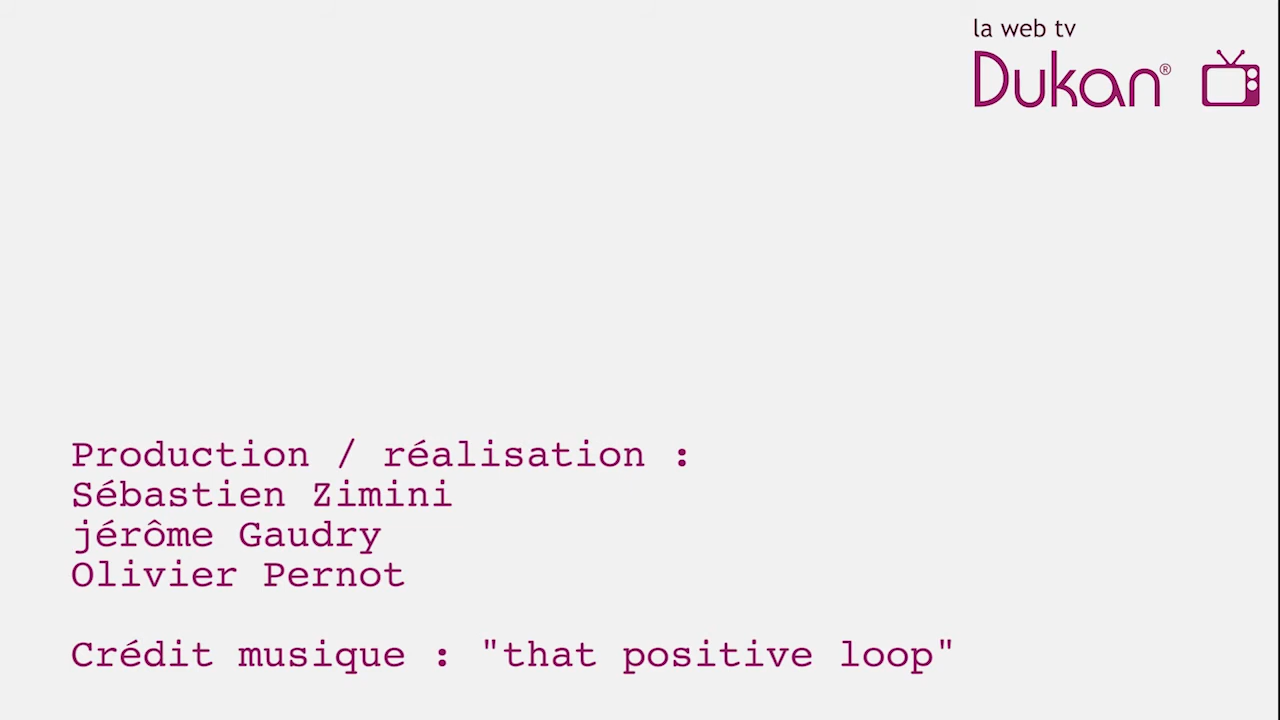 la web tv
Dukan®
Production / réalisation :
Sébastien Zimini
jérôme Gaudry
Olivier Pernot
Crédit musique : "that positive loop"